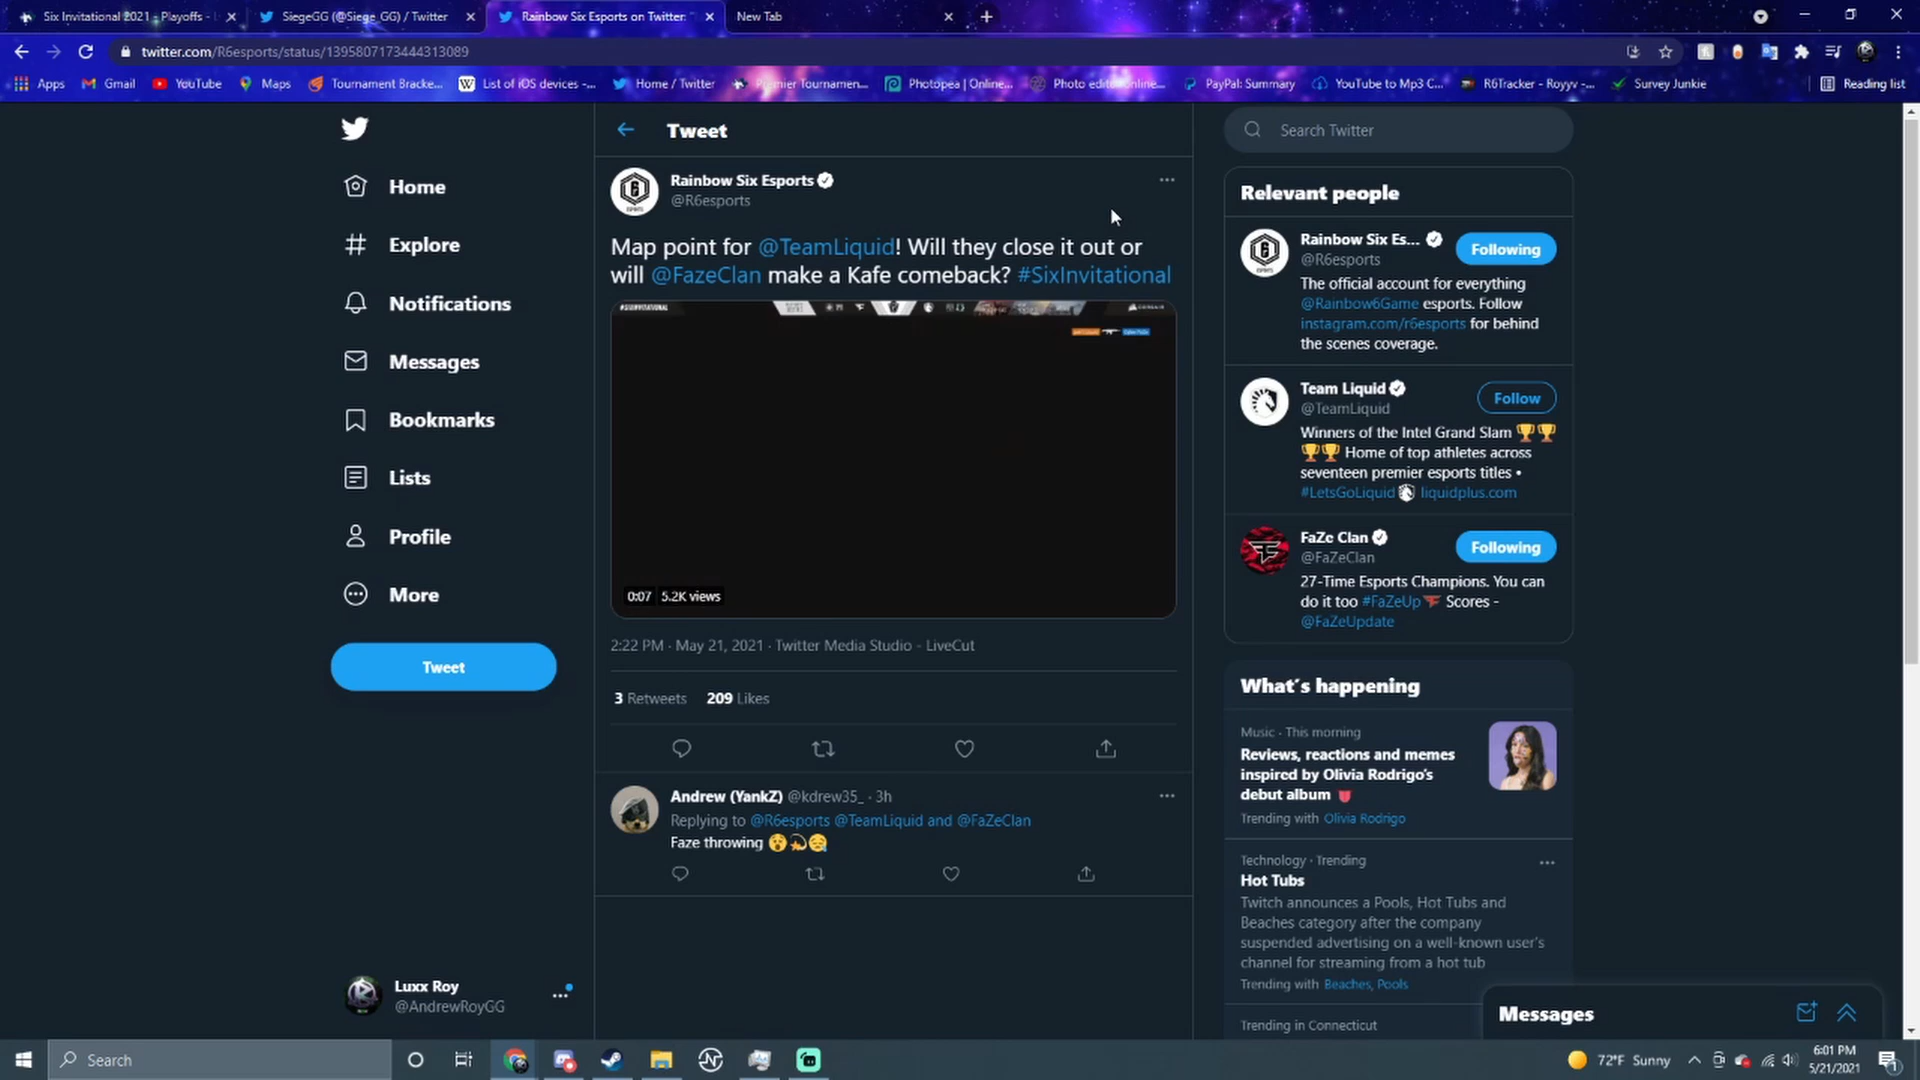 Six Invitational 2021 - Playoffs - L
SiegeGG (@Siege_GG) / Twitter
Rainbow Six Esports on Twitter: "
New Tab
twitter.com/R6esports/status/1395807173444313089
Apps
Gmail
YouTube
Maps
Tournament Bracke...
List of iOS devices -...
Home / Twitter
Premier Tournamen...
Photopea | Online...
Photo editor online...
PayPal: Summary
YouTube to Mp3 C...
R6Tracker - Royyv -...
Survey Junkie
Reading list
Home
Explore
Notifications
Messages
Bookmarks
Lists
Profile
More
Tweet
Luxx Roy
@AndrewRoyGG
Tweet
Rainbow Six Esports
@R6esports
Map point for @TeamLiquid! Will they close it out or
will @FazeClan make a Kafe comeback? #SixInvitational
#SIXINVITATIONAL
0:07 5.2K views
2:22 PM · May 21, 2021 · Twitter Media Studio - LiveCut
3 Retweets 209 Likes
Andrew (YankZ) @kdrew35_ · 3h
Replying to @R6esports @TeamLiquid and @FaZeClan
Faze throwing 😲💫😪
Search Twitter
Relevant people
Rainbow Six Es...
@R6esports
Following
The official account for everything
@Rainbow6Game esports. Follow
instagram.com/r6esports for behind
the scenes coverage.
Team Liquid
@TeamLiquid
Follow
Winners of the Intel Grand Slam 🏆🏆
🏆🏆 Home of top athletes across
seventeen premier esports titles •
#LetsGoLiquid liquidplus.com
FaZe Clan
@FaZeClan
Following
27-Time Esports Champions. You can
do it too #FaZeUp Scores -
@FaZeUpdate
What's happening
Music · This morning
Reviews, reactions and memes
inspired by Olivia Rodrigo's
debut album 👅
Trending with Olivia Rodrigo
Technology · Trending
Hot Tubs
Twitch announces a Pools, Hot Tubs and
Beaches category after the company
suspended advertising on a well-known user's
channel for streaming from a hot tub
Trending with Beaches, Pools
Trending in Connecticut
Messages
Search
72°F Sunny
6:01 PM
5/21/2021
1